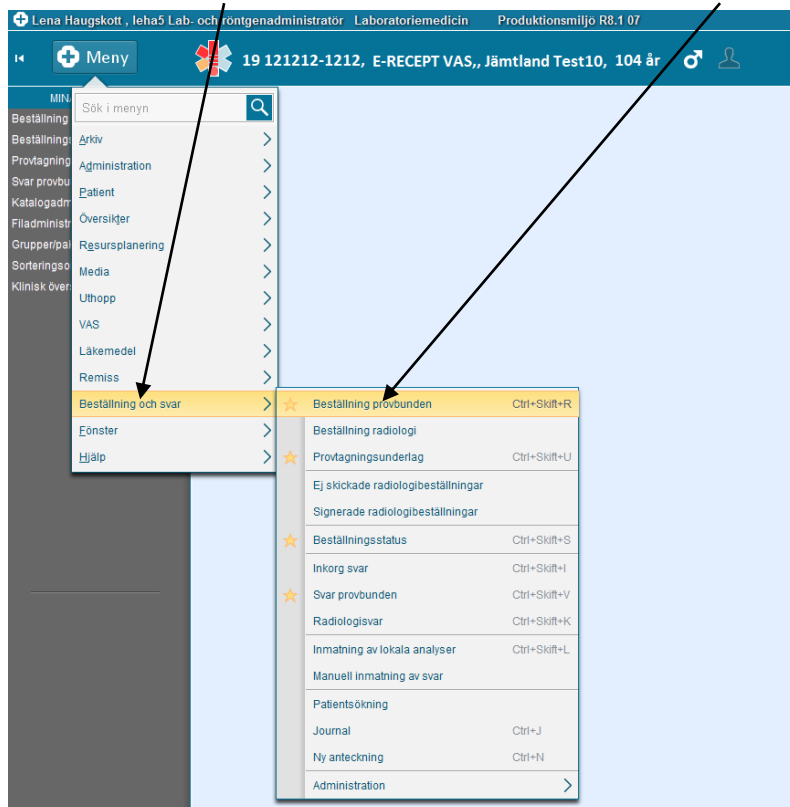 Lena Haugskott , leha5 Lab- och röntgenadministratör Laboratoriemedicin Produktionsmiljö R8.1 07
Meny
19 121212-1212, E-RECEPT VAS,, Jämtland Test10, 104 år
Sök i menyn
Beställning
Provtagning
Svar provbu
Katalogadm
Filadministr
Grupper/pak
Sorteringso
Klinisk över
Arkiv
Administration
Patient
Översikter
Resursplanering
Media
Uthopp
VAS
Läkemedel
Remiss
Beställning och svar
Fönster
Hjälp
Beställning provbunden Ctrl+Skift+R
Beställning radiologi
Provtagningsunderlag Ctrl+Skift+U
Ej skickade radiologibeställningar
Signerade radiologibeställningar
Beställningsstatus Ctrl+Skift+S
Inkorg svar Ctrl+Skift+I
Svar provbunden Ctrl+Skift+V
Radiologisvar Ctrl+Skift+K
Inmatning av lokala analyser Ctrl+Skift+L
Manuell inmatning av svar
Patientsökning
Journal Ctrl+J
Ny anteckning Ctrl+N
Administration